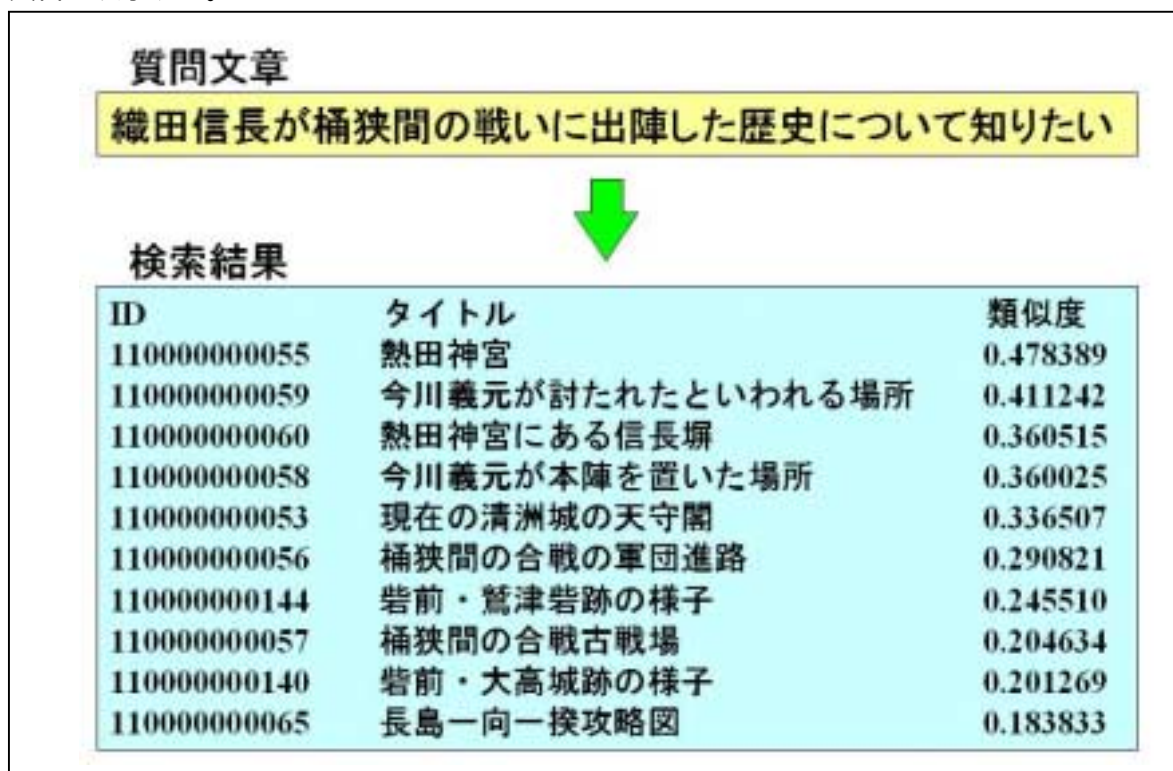 質問文章
織田信長が桶狭間の戦いに出陣した歴史について知りたい
検索結果
ID タイトル 類似度
110000000055 熱田神宮 0.478389
110000000059 今川義元が討たれたといわれる場所 0.411242
110000000060 熱田神宮にある信長塀 0.360515
110000000058 今川義元が本陣を置いた場所 0.360025
110000000053 現在の清洲城の天守閣 0.336507
110000000056 桶狭間の合戦の軍団進路 0.290821
110000000144 砦前・鷲津砦跡の様子 0.245510
110000000057 桶狭間の合戦古戦場 0.204634
110000000140 砦前・大高城跡の様子 0.201269
110000000065 長島一向一揆攻略図 0.183833